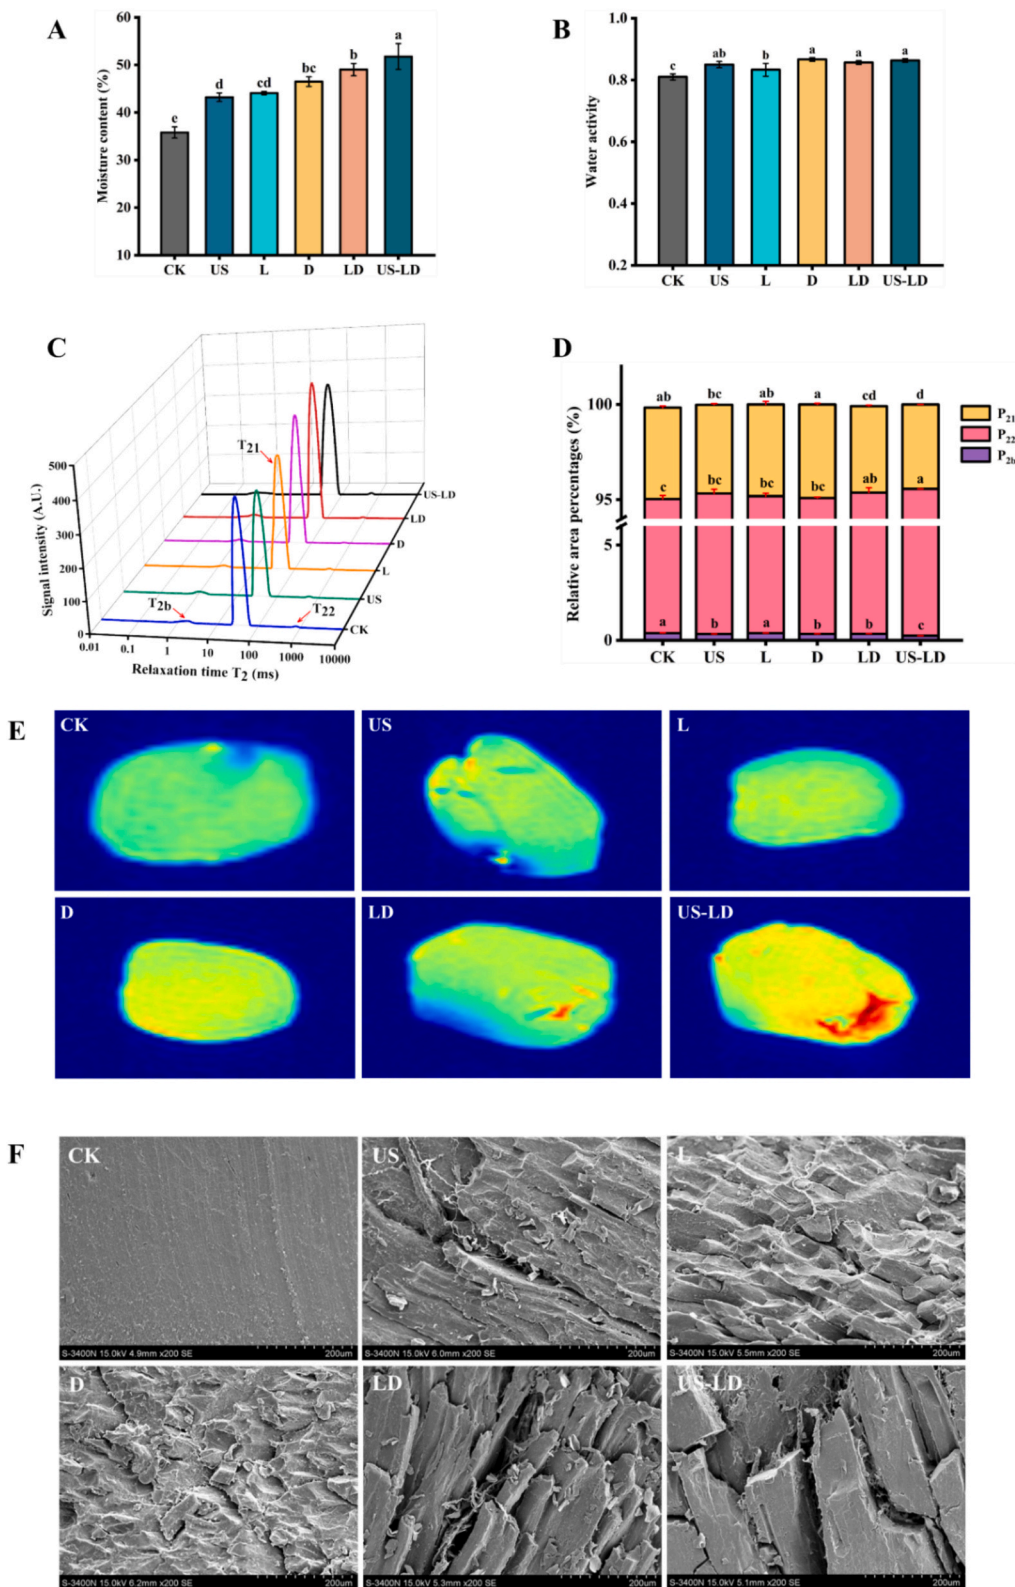 A
Moisture content (%)
60
50
40
30
20
10
e
d
cd
bc
b
a
CK US L D LD US-LD
B
Water activity
1.0
0.8
0.6
0.4
0.2
c
ab
b
a
a
a
CK US L D LD US-LD
C
Signal intensity (A.U.)
500
400
300
200
100
0
T21
T2b
T22
US-LD
LD
D
L
US
CK
0.01 0.1 1 10 100 1000 10000
Relaxation time T2 (ms)
D
Relative area percentages (%)
100
95
5
0
ab bc ab a cd d
c bc bc bc ab a
a b a b b c
CK US L D LD US-LD
P21
P22
P2b
E
CK US L
D LD US-LD
F
CK US L
S-3400N 15.0kV 4.9mm x200 SE 200um
S-3400N 15.0kV 6.0mm x200 SE 200um
S-3400N 15.0kV 5.5mm x200 SE 200um
D LD US-LD
S-3400N 15.0kV 6.2mm x200 SE 200um
S-3400N 15.0kV 5.3mm x200 SE 200um
S-3400N 15.0kV 5.1mm x200 SE 200um